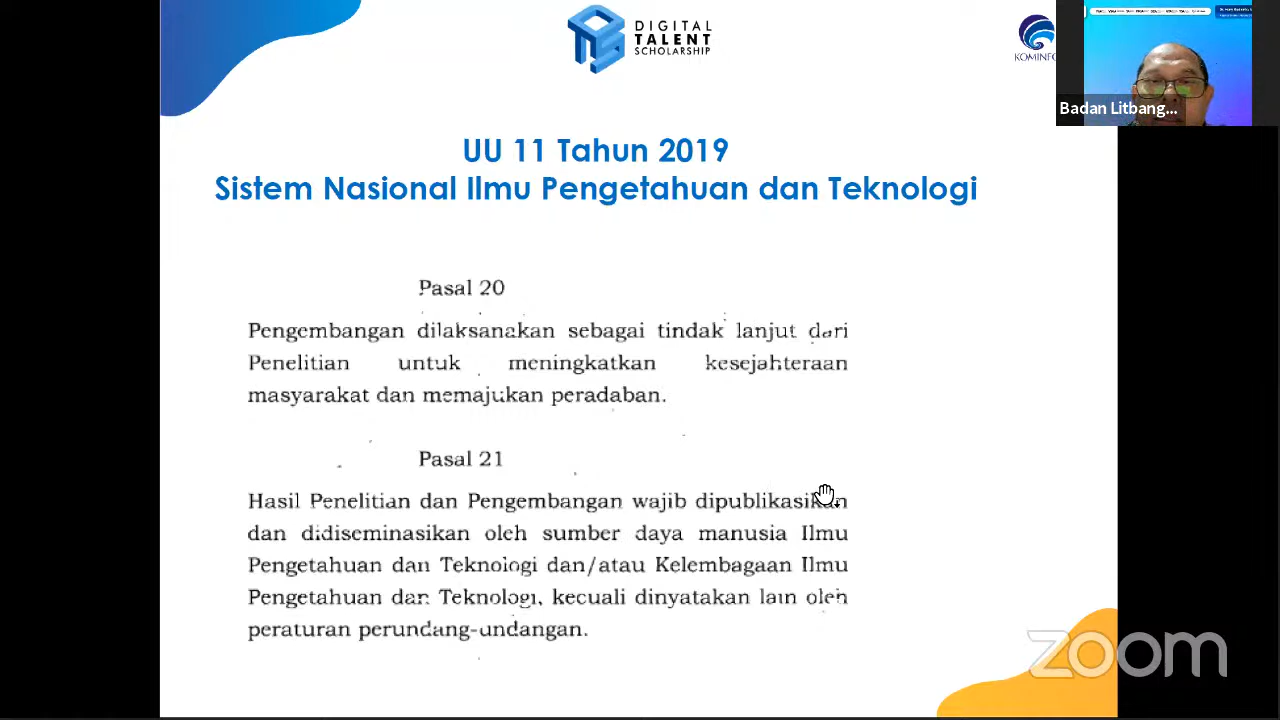 DIGITAL
TALENT
SCHOLARSHIP
KOMINFO
Badan Litbang...
UU 11 Tahun 2019
Sistem Nasional Ilmu Pengetahuan dan Teknologi
Pasal 20
Pengembangan dilaksanakan sebagai tindak lanjut dari
Penelitian untuk meningkatkan kesejahteraan
masyarakat dan memajukan peradaban.
Pasal 21
Hasil Penelitian dan Pengembangan wajib dipublikasikan
dan didiseminasikan oleh sumber daya manusia Ilmu
Pengetahuan dan Teknologi dan/atau Kelembagaan Ilmu
Pengetahuan dan Teknologi, kecuali dinyatakan lain oleh
peraturan perundang-undangan.
zoom